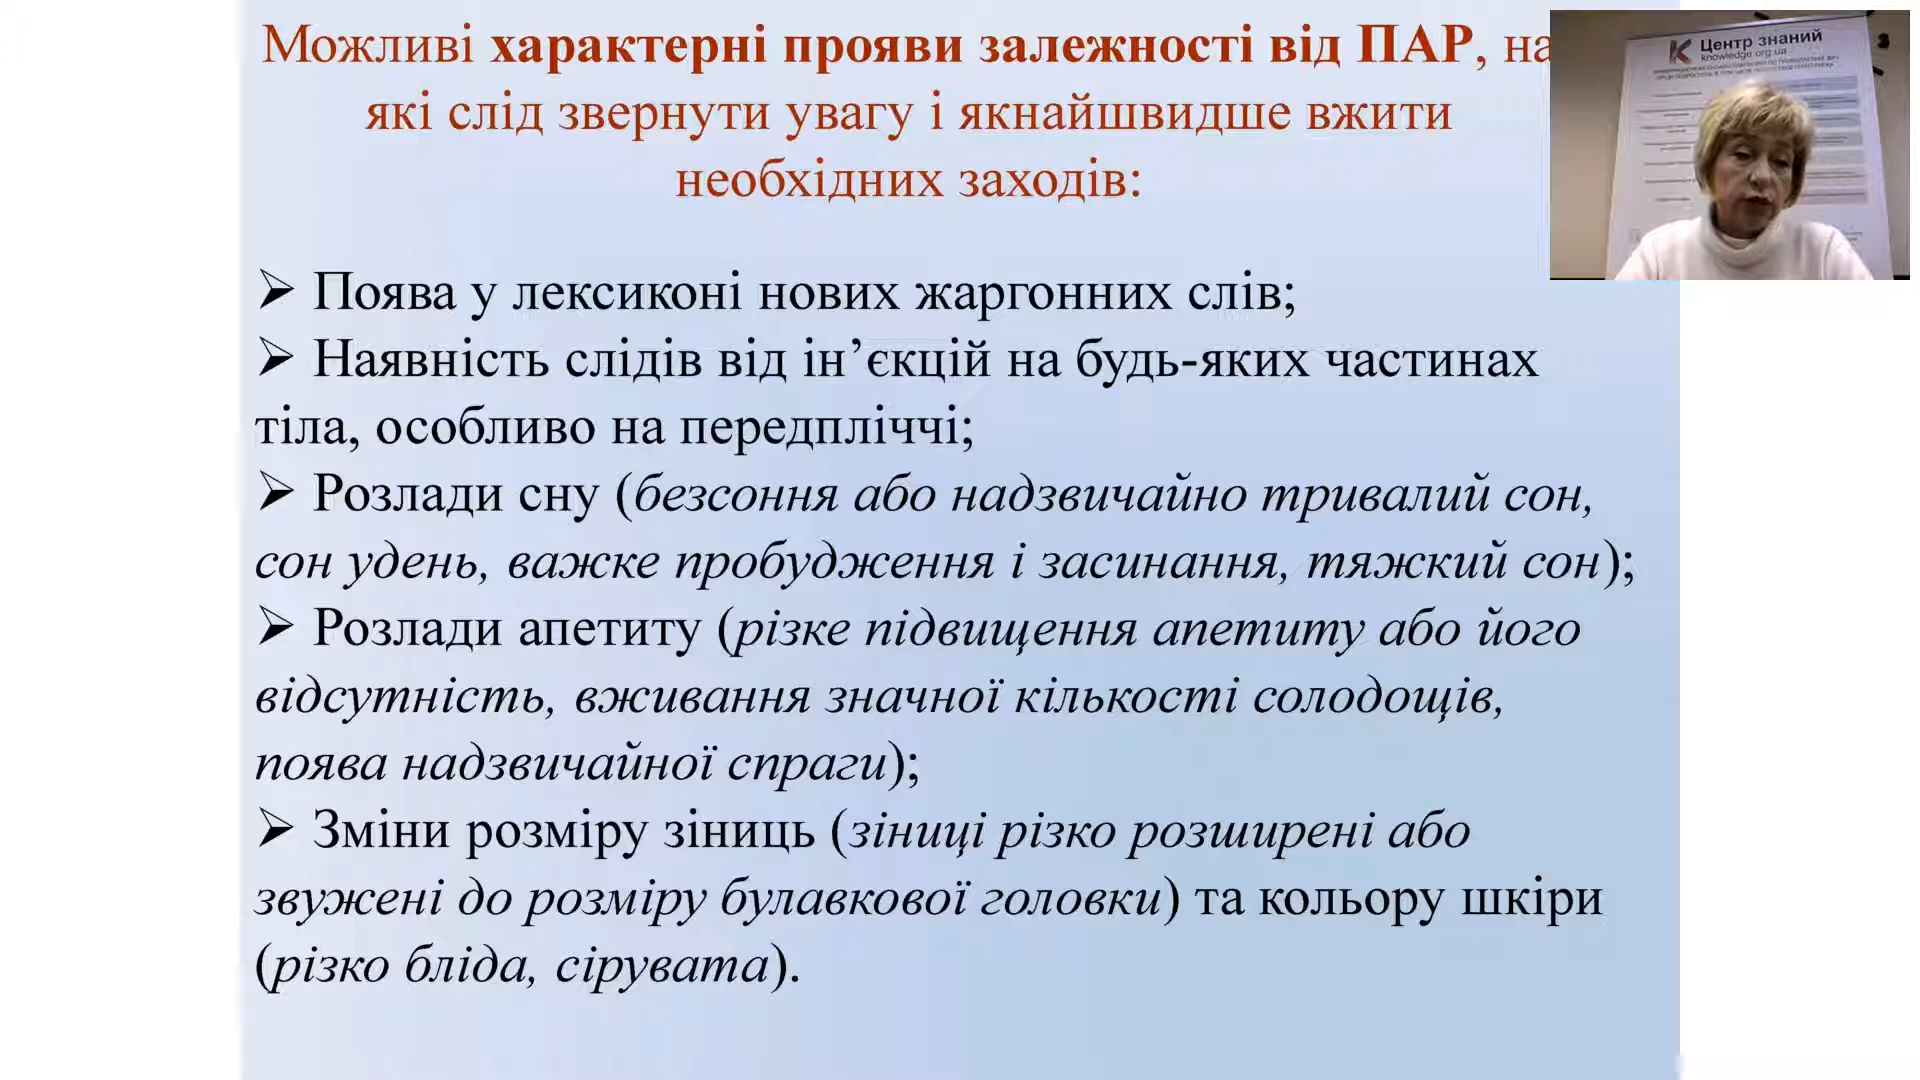 Можливі характерні прояви залежності від ПАР, на
які слід звернути увагу і якнайшвидше вжити
необхідних заходів:
Центр знаний
knowledge.org.ua
➢ Поява у лексиконі нових жаргонних слів;
➢ Наявність слідів від ін’єкцій на будь-яких частинах
тіла, особливо на передпліччі;
➢ Розлади сну (безсоння або надзвичайно тривалий сон,
сон удень, важке пробудження і засинання, тяжкий сон);
➢ Розлади апетиту (різке підвищення апетиту або його
відсутність, вживання значної кількості солодощів,
поява надзвичайної спраги);
➢ Зміни розміру зіниць (зіниці різко розширені або
звужені до розміру булавкової головки) та кольору шкіри
(різко бліда, сірувата).